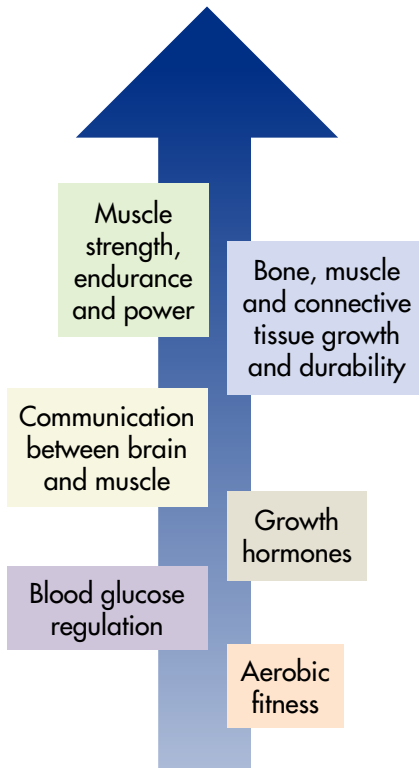 Muscle
strength,
endurance
and power
Bone, muscle
and connective
tissue growth
and durability
Communication
between brain
and muscle
Growth
hormones
Blood glucose
regulation
Aerobic
fitness